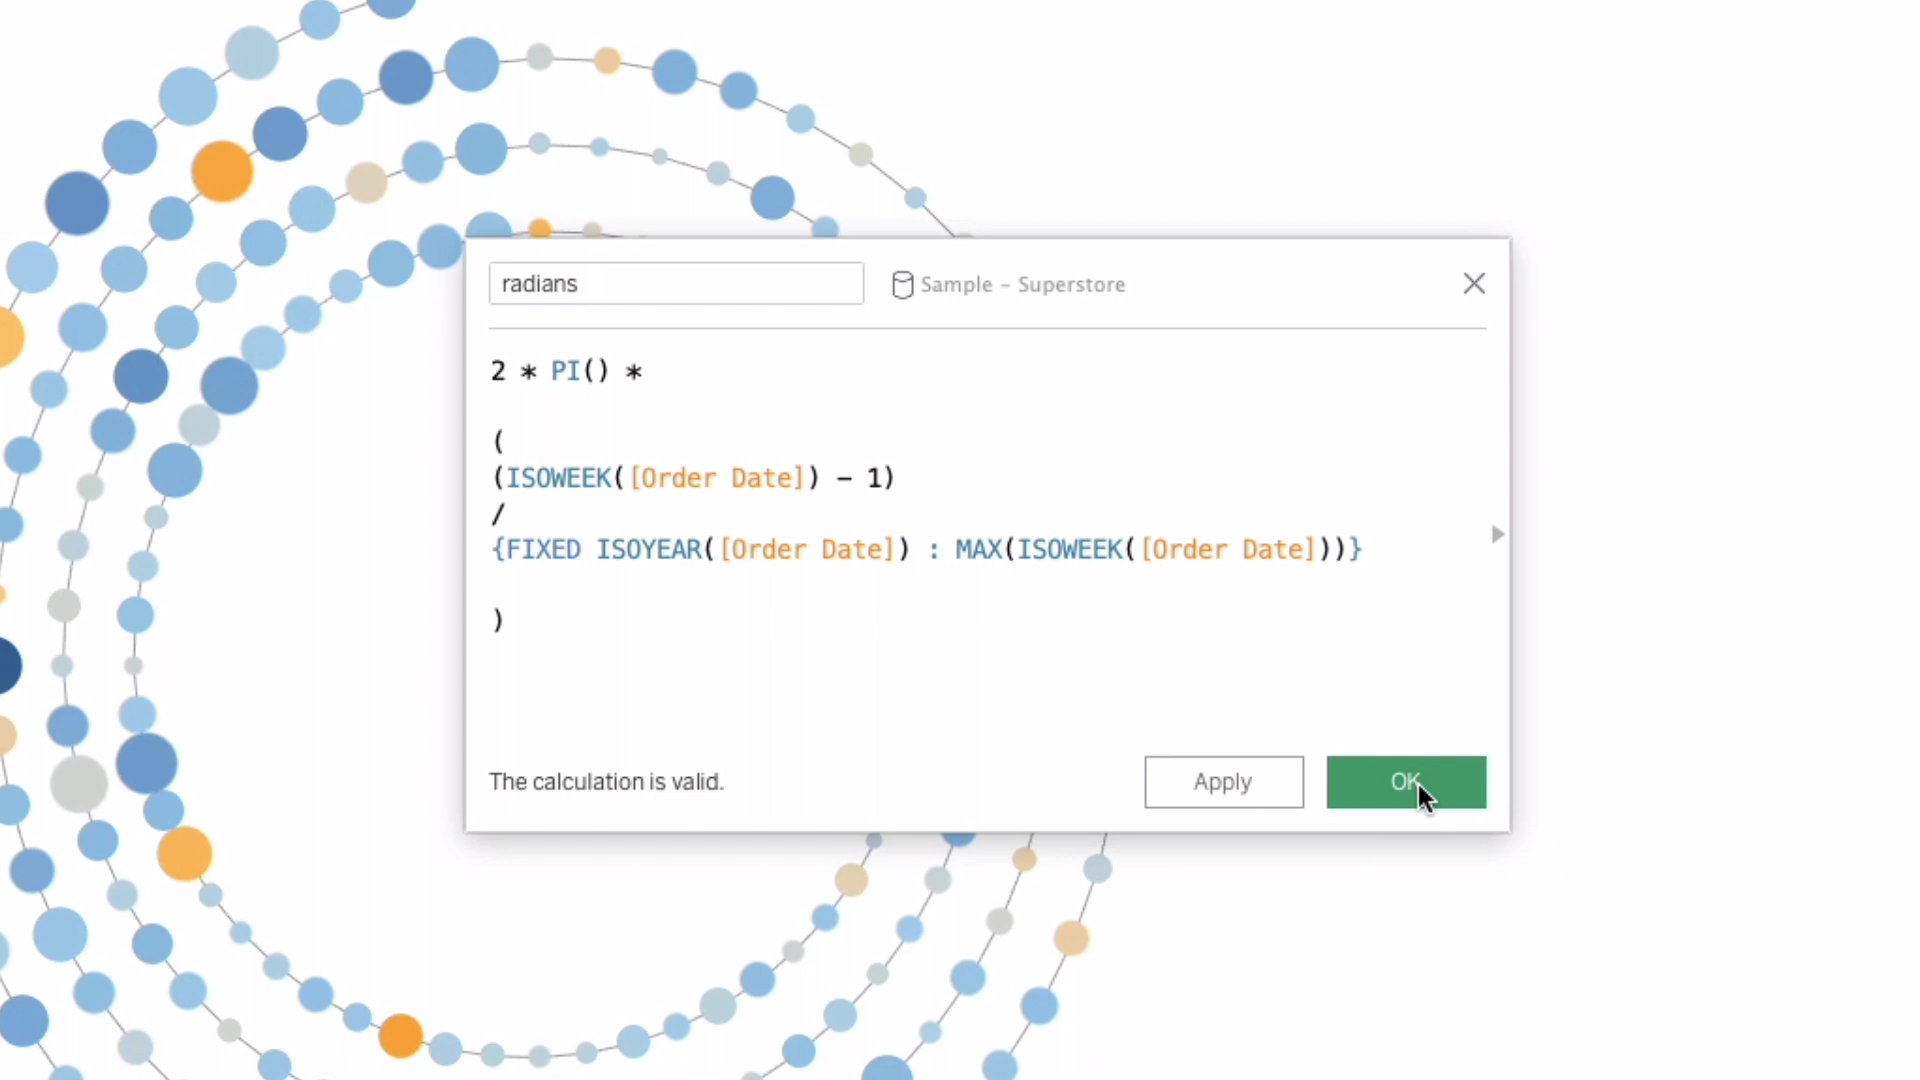 radians
Sample – Superstore
2 * PI() *
(
(ISOWEEK([Order Date]) – 1)
/
{FIXED ISOYEAR([Order Date]) : MAX(ISOWEEK([Order Date]))}
)
The calculation is valid.
Apply
OK